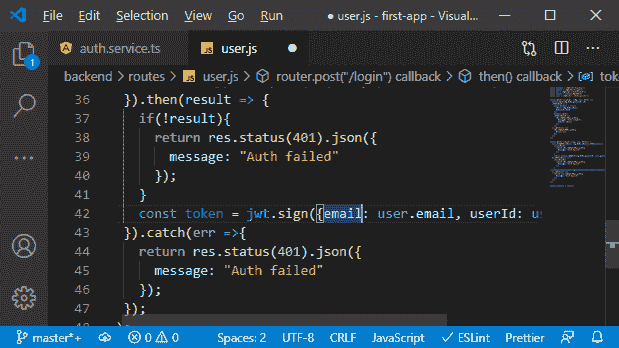 File Edit Selection View Go Run user.js - first-app - Visual...
auth.service.ts
JS user.js
backend > routes > JS user.js > router.post("/login") callback > then() callback > tok
36 }).then(result => {
37 if(!result){
38 return res.status(401).json({
39 message: "Auth failed"
40 });
41 }
42 const token = jwt.sign({email: user.email, userId: us
43 }).catch(err =>{
44 return res.status(401).json({
45 message: "Auth failed"
46 });
47 });
1
master*+ 0 0 Spaces: 2 UTF-8 CRLF JavaScript ESLint Prettier